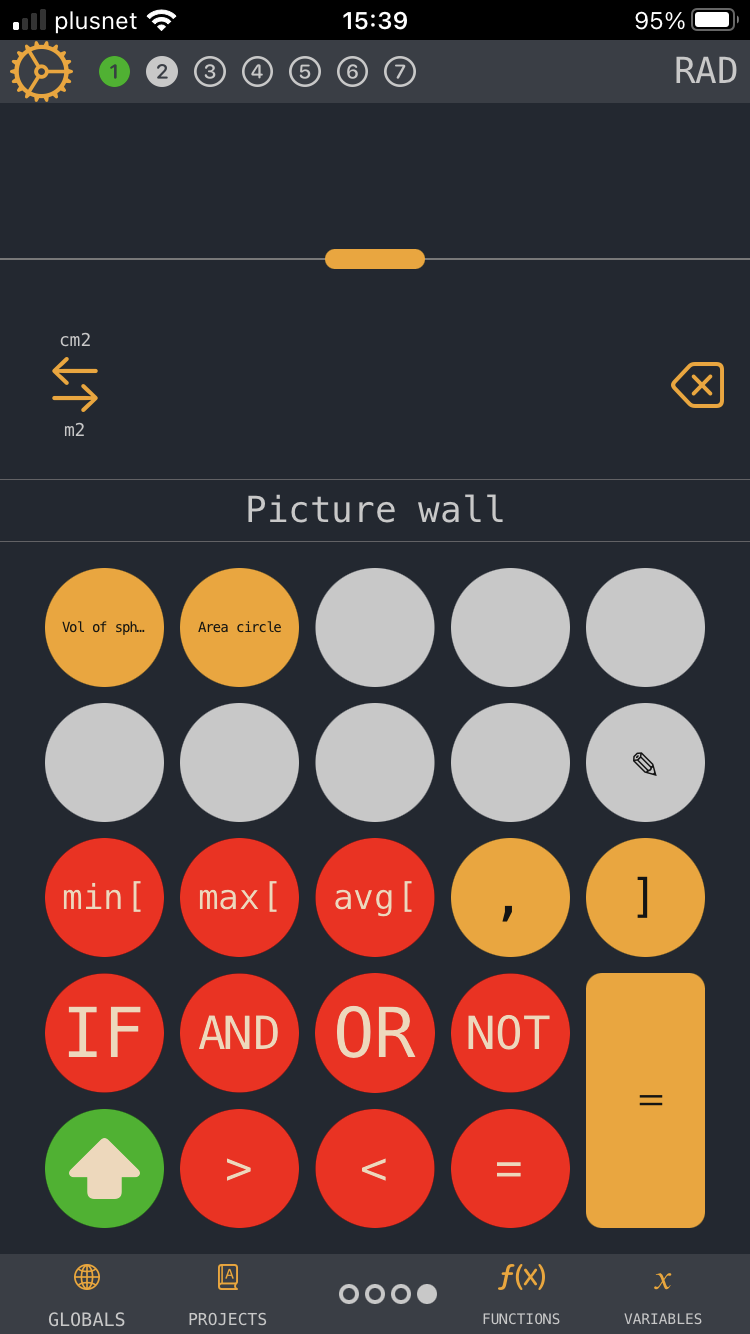 plusnet 15:39 95%
1 2 3 4 5 6 7 RAD
cm2
m2
Picture wall
Vol of sph… Area circle
min[ max[ avg[ , ]
IF AND OR NOT
=
> < =
A f(x) x
GLOBALS PROJECTS FUNCTIONS VARIABLES